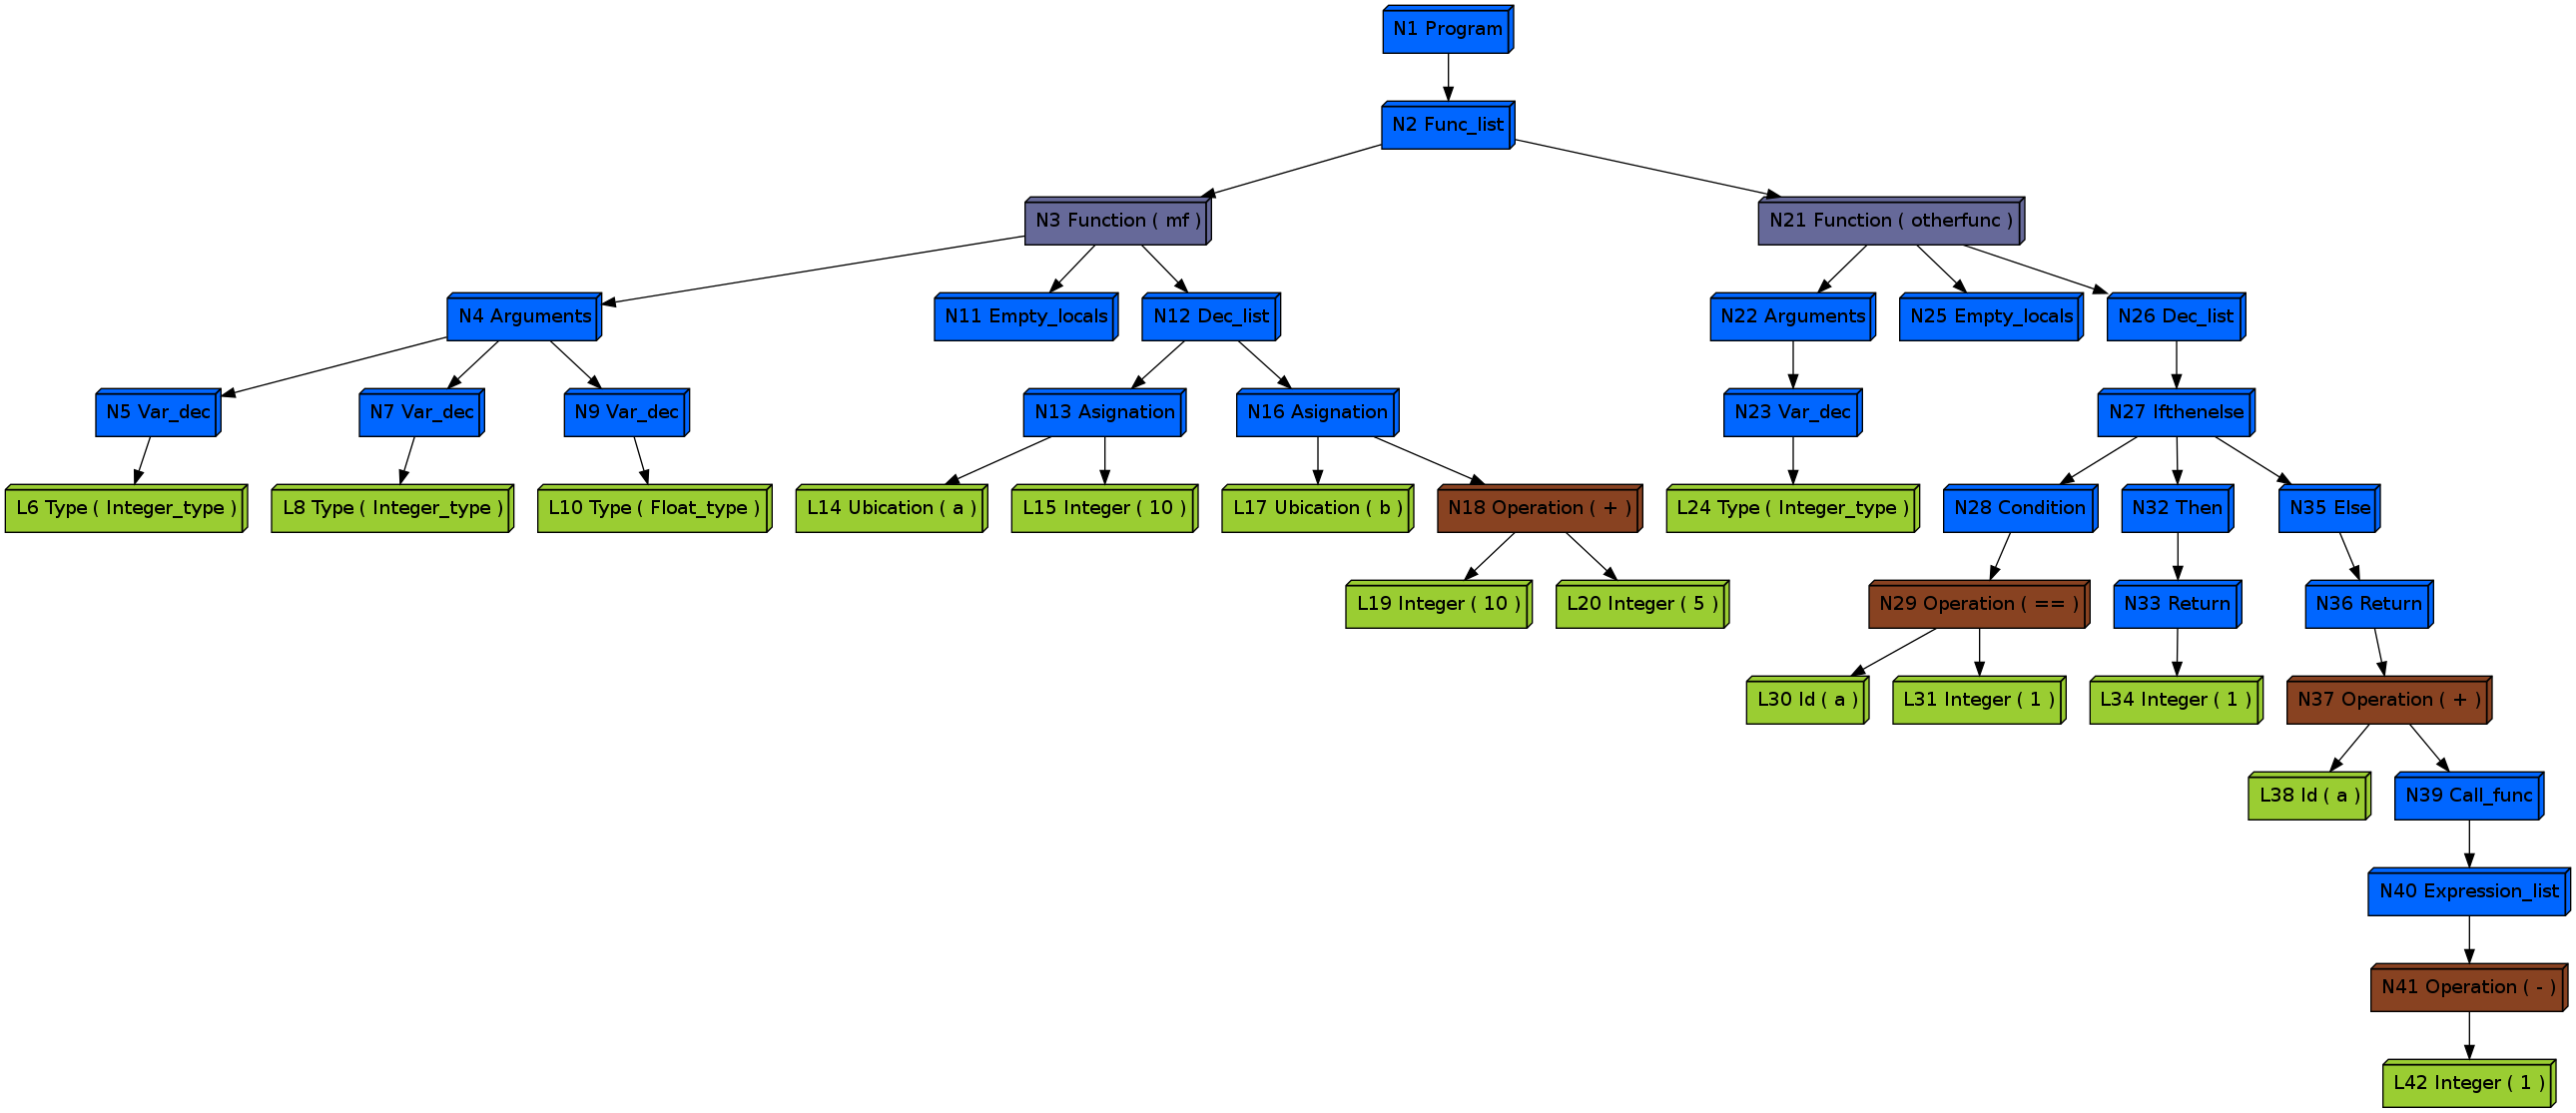 N1 Program
N2 Func_list
N3 Function ( mf )
N21 Function ( otherfunc )
N4 Arguments
N11 Empty_locals
N12 Dec_list
N22 Arguments
N25 Empty_locals
N26 Dec_list
N5 Var_dec
N7 Var_dec
N9 Var_dec
N13 Asignation
N16 Asignation
N23 Var_dec
N27 Ifthenelse
L6 Type ( Integer_type )
L8 Type ( Integer_type )
L10 Type ( Float_type )
L14 Ubication ( a )
L15 Integer ( 10 )
L17 Ubication ( b )
N18 Operation ( + )
L24 Type ( Integer_type )
N28 Condition
N32 Then
N35 Else
L19 Integer ( 10 )
L20 Integer ( 5 )
N29 Operation ( == )
N33 Return
N36 Return
L30 Id ( a )
L31 Integer ( 1 )
L34 Integer ( 1 )
N37 Operation ( + )
L38 Id ( a )
N39 Call_func
N40 Expression_list
N41 Operation ( - )
L42 Integer ( 1 )